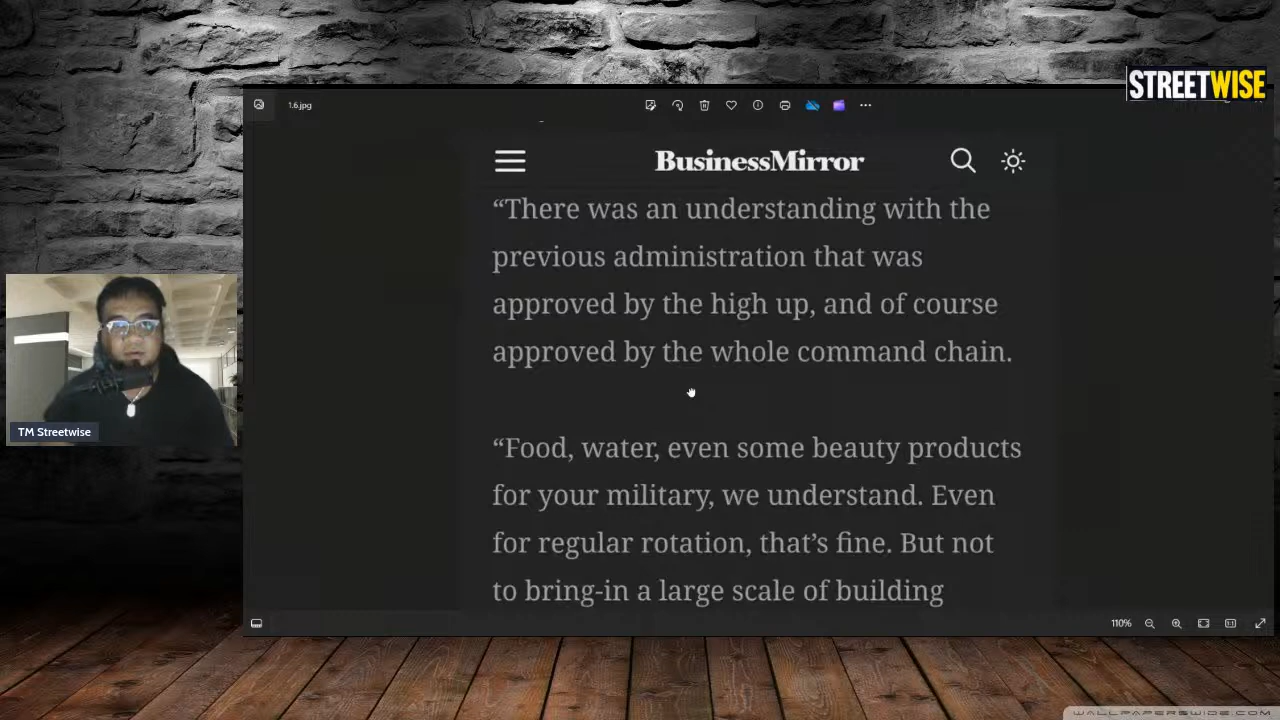 STREETWISE
1.6.jpg
BusinessMirror
“There was an understanding with the
previous administration that was
approved by the high up, and of course
approved by the whole command chain.
“Food, water, even some beauty products
for your military, we understand. Even
for regular rotation, that’s fine. But not
to bring-in a large scale of building
TM Streetwise
110%
WALLPAPERSWIDE.COM